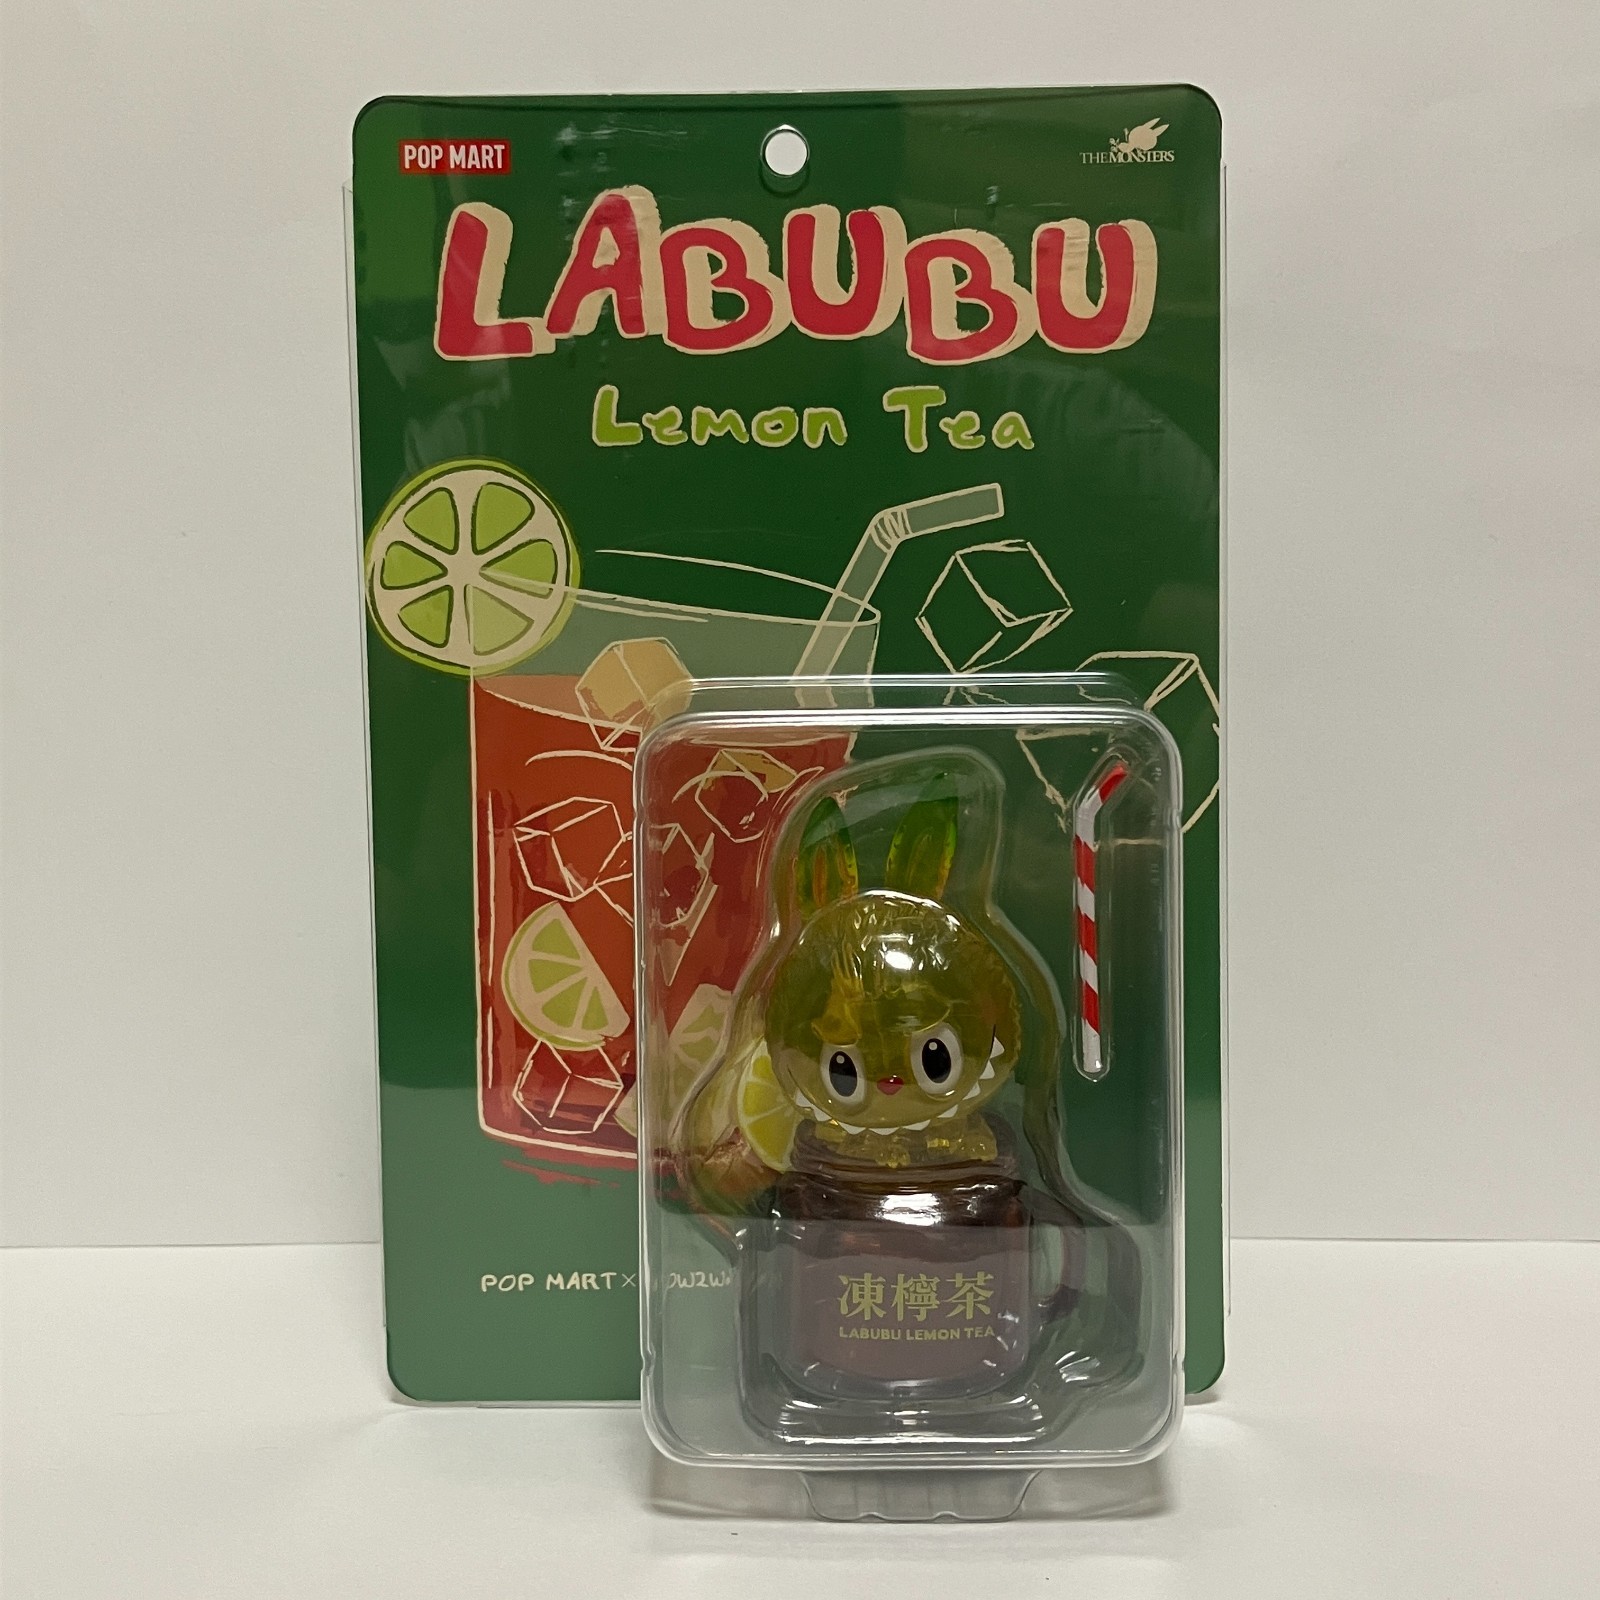 POP MART
THE MONSTERS
LABUBU
Lemon Tea
POP MART×
凍檸茶
LABUBU LEMON TEA